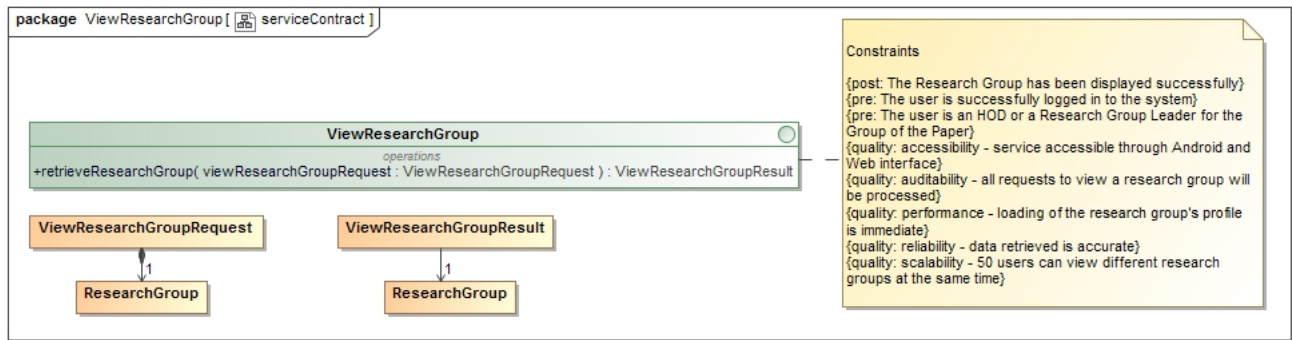 package ViewResearchGroup [ serviceContract ]
ViewResearchGroup
operations
+retrieveResearchGroup( viewResearchGroupRequest : ViewResearchGroupRequest ) : ViewResearchGroupResult
ViewResearchGroupRequest
1
ResearchGroup
ViewResearchGroupResult
1
ResearchGroup
Constraints
{post: The Research Group has been displayed successfully}
{pre: The user is successfully logged in to the system}
{pre: The user is an HOD or a Research Group Leader for the
Group of the Paper}
{quality: accessibility - service accessible through Android and
Web interface}
{quality: auditability - all requests to view a research group will
be processed}
{quality: performance - loading of the research group's profile
is immediate}
{quality: reliability - data retrieved is accurate}
{quality: scalability - 50 users can view different research
groups at the same time}